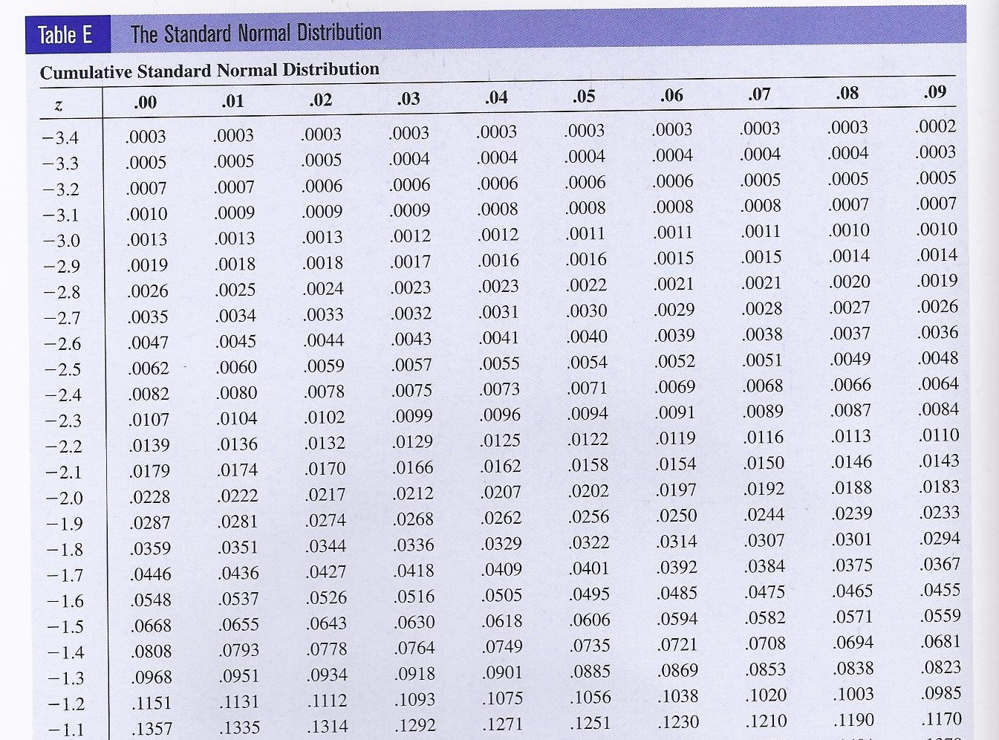 Table E The Standard Normal Distribution
Cumulative Standard Normal Distribution
z .00 .01 .02 .03 .04 .05 .06 .07 .08 .09
−3.4 .0003 .0003 .0003 .0003 .0003 .0003 .0003 .0003 .0003 .0002
−3.3 .0005 .0005 .0005 .0004 .0004 .0004 .0004 .0004 .0004 .0003
−3.2 .0007 .0007 .0006 .0006 .0006 .0006 .0006 .0005 .0005 .0005
−3.1 .0010 .0009 .0009 .0009 .0008 .0008 .0008 .0008 .0007 .0007
−3.0 .0013 .0013 .0013 .0012 .0012 .0011 .0011 .0011 .0010 .0010
−2.9 .0019 .0018 .0018 .0017 .0016 .0016 .0015 .0015 .0014 .0014
−2.8 .0026 .0025 .0024 .0023 .0023 .0022 .0021 .0021 .0020 .0019
−2.7 .0035 .0034 .0033 .0032 .0031 .0030 .0029 .0028 .0027 .0026
−2.6 .0047 .0045 .0044 .0043 .0041 .0040 .0039 .0038 .0037 .0036
−2.5 .0062 .0060 .0059 .0057 .0055 .0054 .0052 .0051 .0049 .0048
−2.4 .0082 .0080 .0078 .0075 .0073 .0071 .0069 .0068 .0066 .0064
−2.3 .0107 .0104 .0102 .0099 .0096 .0094 .0091 .0089 .0087 .0084
−2.2 .0139 .0136 .0132 .0129 .0125 .0122 .0119 .0116 .0113 .0110
−2.1 .0179 .0174 .0170 .0166 .0162 .0158 .0154 .0150 .0146 .0143
−2.0 .0228 .0222 .0217 .0212 .0207 .0202 .0197 .0192 .0188 .0183
−1.9 .0287 .0281 .0274 .0268 .0262 .0256 .0250 .0244 .0239 .0233
−1.8 .0359 .0351 .0344 .0336 .0329 .0322 .0314 .0307 .0301 .0294
−1.7 .0446 .0436 .0427 .0418 .0409 .0401 .0392 .0384 .0375 .0367
−1.6 .0548 .0537 .0526 .0516 .0505 .0495 .0485 .0475 .0465 .0455
−1.5 .0668 .0655 .0643 .0630 .0618 .0606 .0594 .0582 .0571 .0559
−1.4 .0808 .0793 .0778 .0764 .0749 .0735 .0721 .0708 .0694 .0681
−1.3 .0968 .0951 .0934 .0918 .0901 .0885 .0869 .0853 .0838 .0823
−1.2 .1151 .1131 .1112 .1093 .1075 .1056 .1038 .1020 .1003 .0985
−1.1 .1357 .1335 .1314 .1292 .1271 .1251 .1230 .1210 .1190 .1170